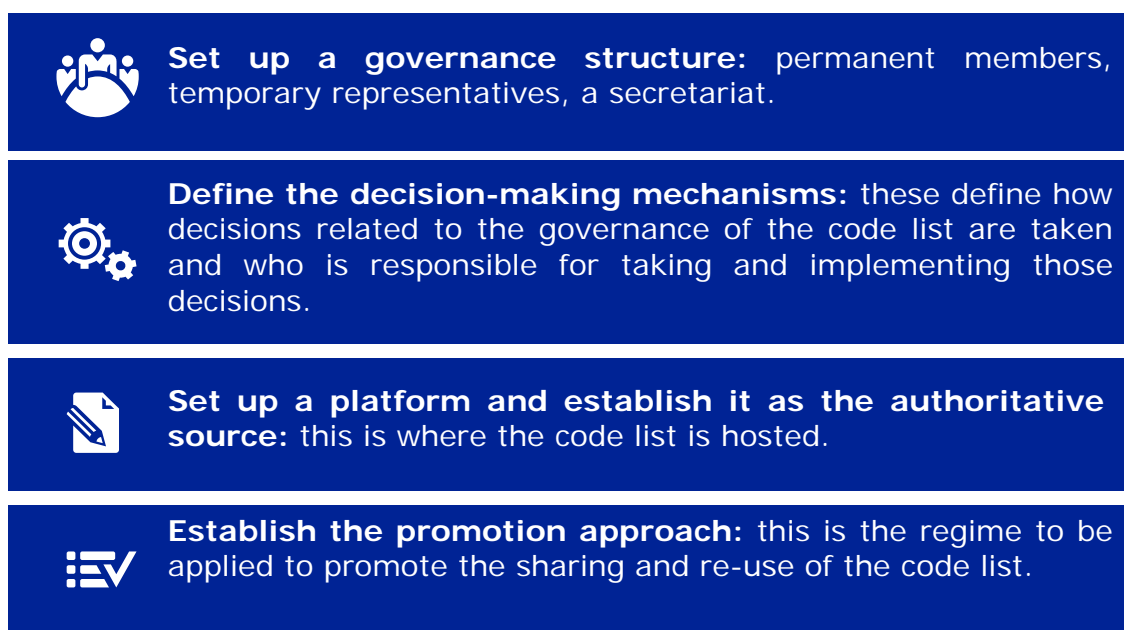 Set up a governance structure: permanent members,
temporary representatives, a secretariat.
Define the decision-making mechanisms: these define how
decisions related to the governance of the code list are taken
and who is responsible for taking and implementing those
decisions.
Set up a platform and establish it as the authoritative
source: this is where the code list is hosted.
Establish the promotion approach: this is the regime to be
applied to promote the sharing and re-use of the code list.